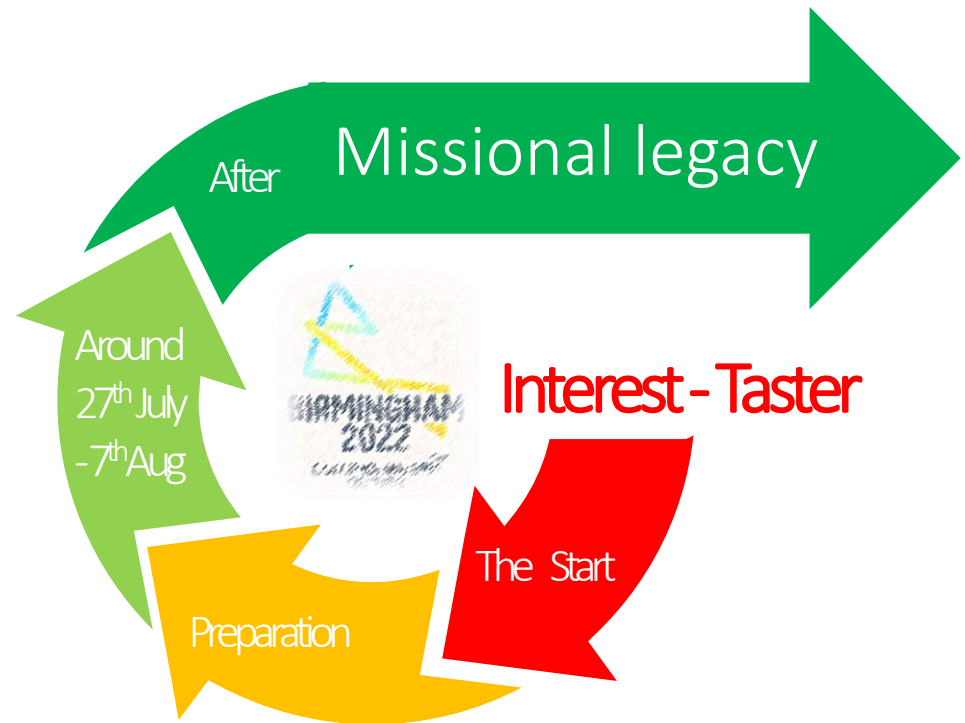 After
Missional legacy
Around
27th July
- 7th Aug
BIRMINGHAM
2022
Interest - Taster
The Start
Preparation